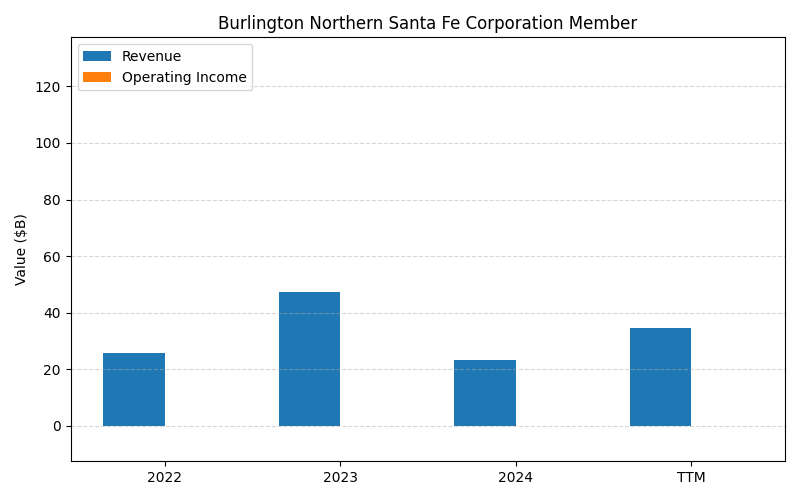 Burlington Northern Santa Fe Corporation Member
Revenue
Operating Income
Value ($B)
120
100
80
60
40
20
0
2022 2023 2024 TTM